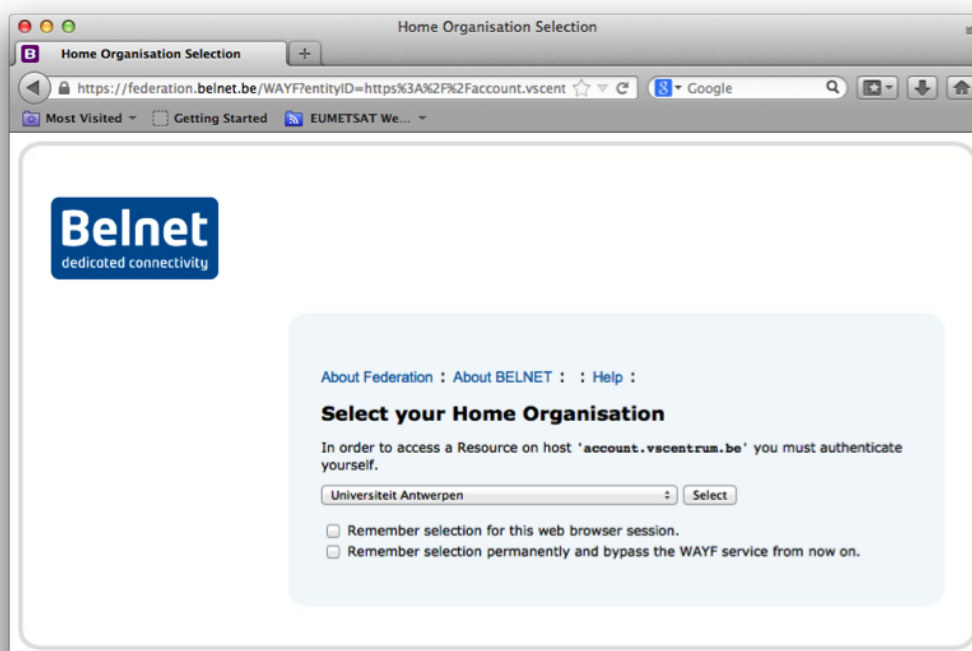 Home Organisation Selection
B Home Organisation Selection +
https://federation.belnet.be/WAYF?entityID=https%3A%2F%2Faccount.vscent 8 Google
Most Visited Getting Started EUMETSAT We...
Belnet
dedicated connectivity
About Federation : About BELNET : : Help :
Select your Home Organisation
In order to access a Resource on host 'account.vscentrum.be' you must authenticate
yourself.
Universiteit Antwerpen Select
Remember selection for this web browser session.
Remember selection permanently and bypass the WAYF service from now on.